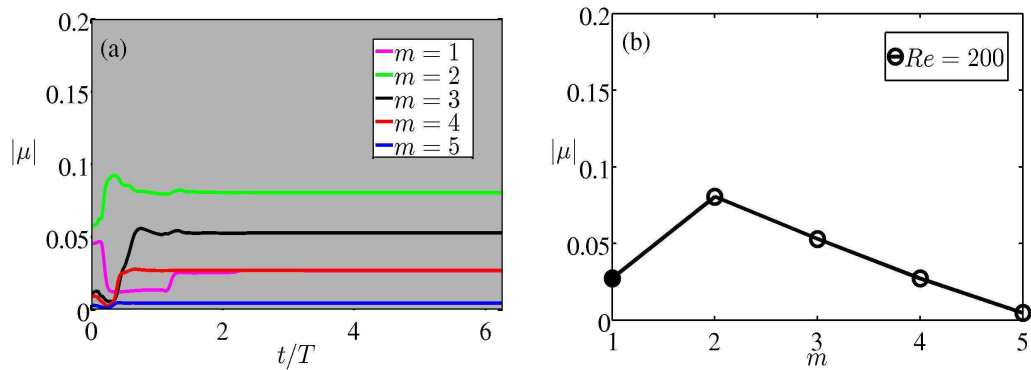 (a)
0.2
0.15
0.1
0.05
0
|μ|
m = 1
m = 2
m = 3
m = 4
m = 5
0 2 4 6
t/T
(b)
0.2
0.15
0.1
0.05
0
|μ|
Re = 200
1 2 3 4 5
m